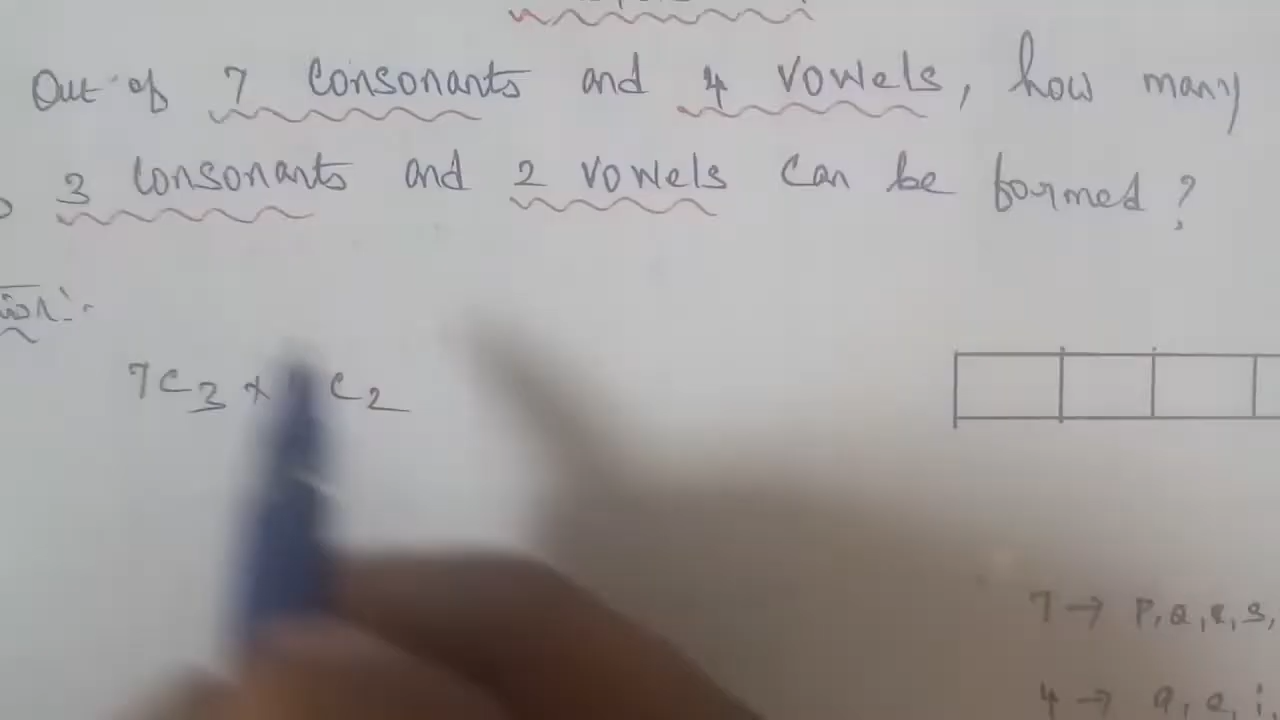 Out of 7 consonants and 4 vowels, how many
3 consonants and 2 vowels can be formed?
7C3 × C2
7 → P, Q, R, S,
4 → a, e, i,